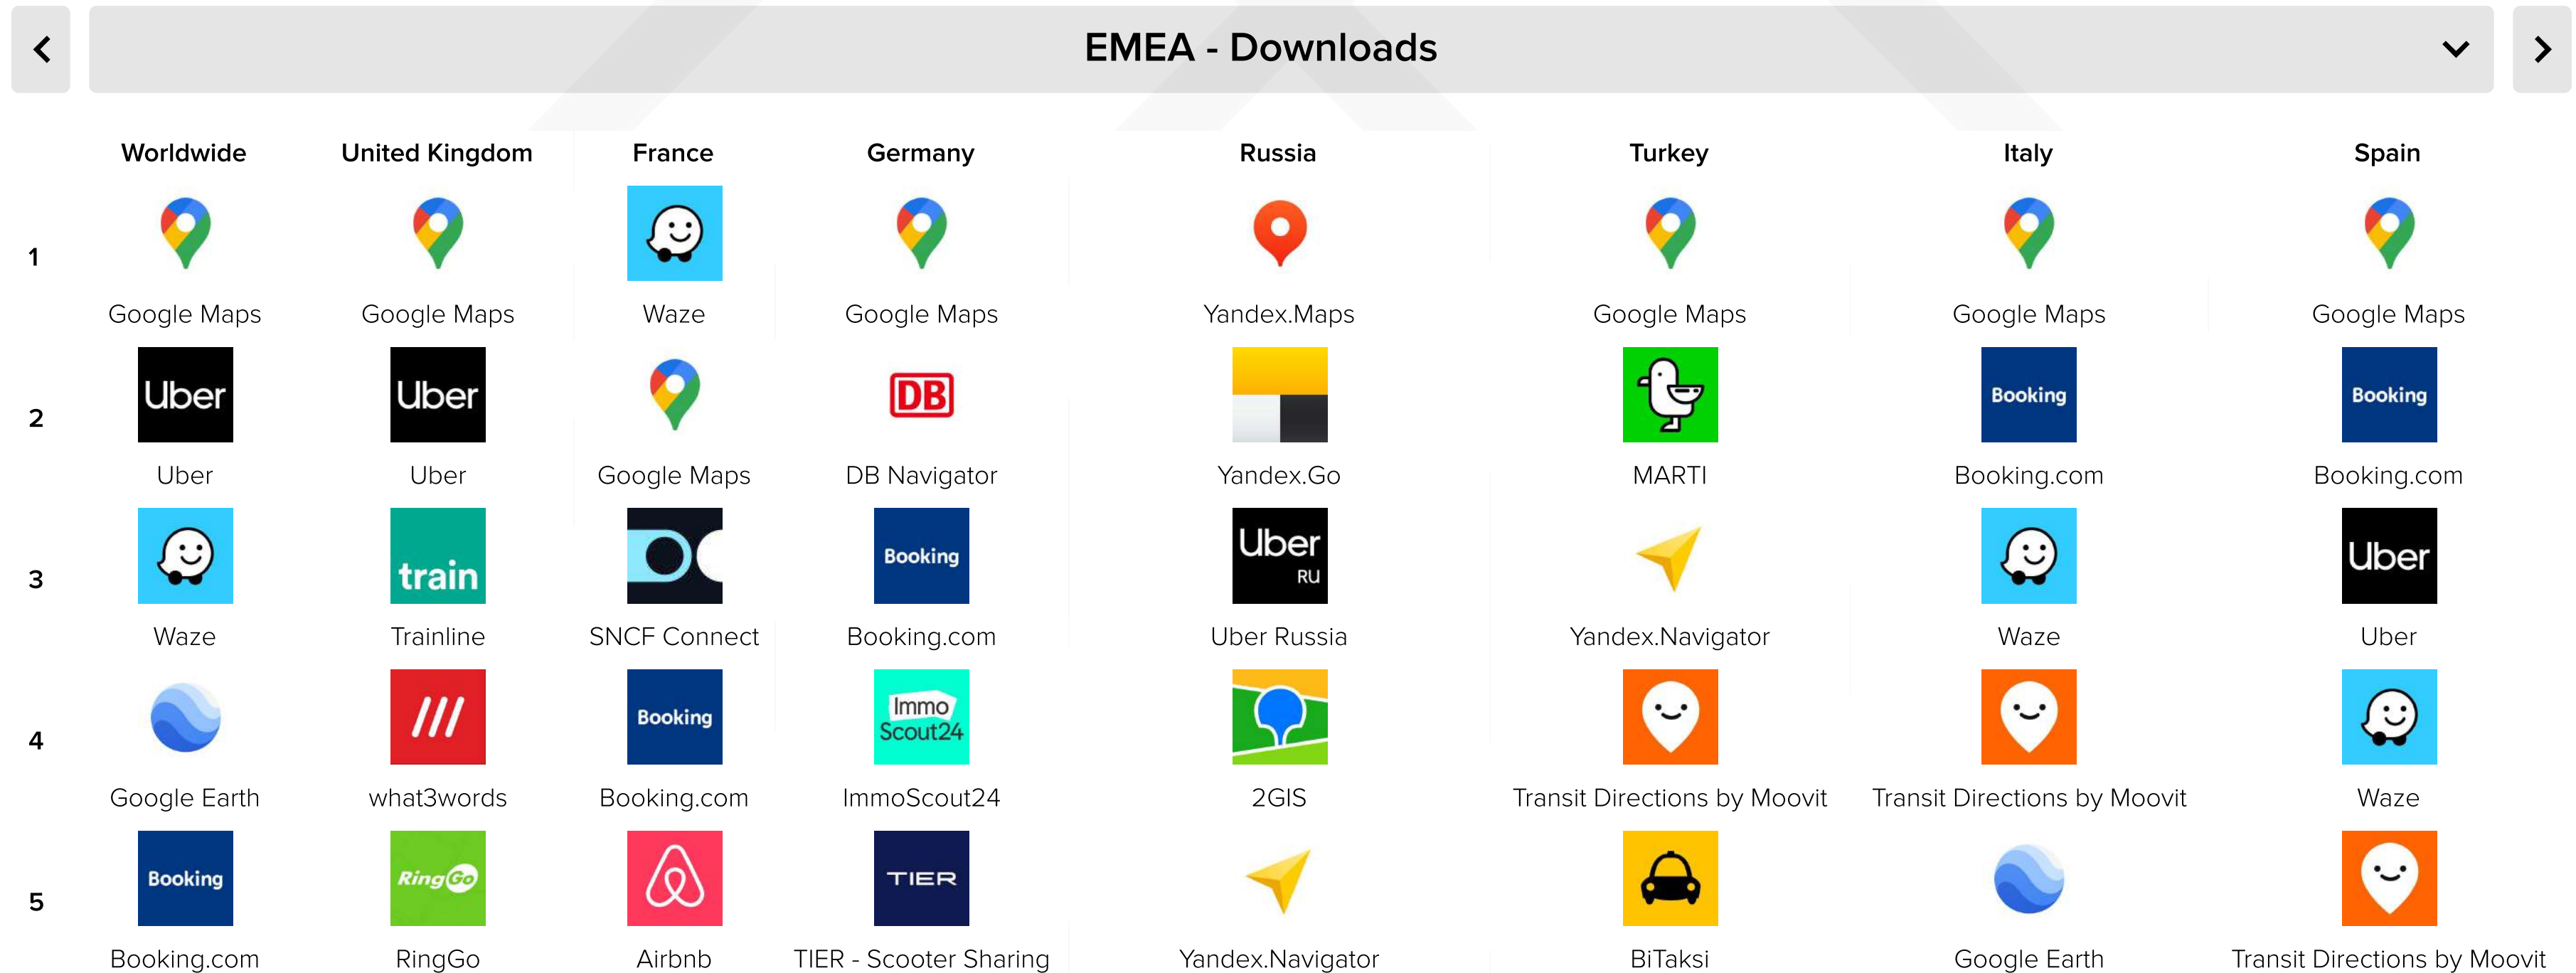 EMEA - Downloads
Worldwide United Kingdom France Germany Russia Turkey Italy Spain
1
Google Maps Google Maps Waze Google Maps Yandex.Maps Google Maps Google Maps Google Maps
Uber Uber DB Booking Booking
2
Uber Uber Google Maps DB Navigator Yandex.Go MARTI Booking.com Booking.com
train Booking Uber RU Uber
3
Waze Trainline SNCF Connect Booking.com Uber Russia Yandex.Navigator Waze Uber
Booking Immo Scout24
4
Google Earth what3words Booking.com ImmoScout24 2GIS Transit Directions by Moovit Transit Directions by Moovit Waze
Booking RingGo TIER
5
Booking.com RingGo Airbnb TIER - Scooter Sharing Yandex.Navigator BiTaksi Google Earth Transit Directions by Moovit